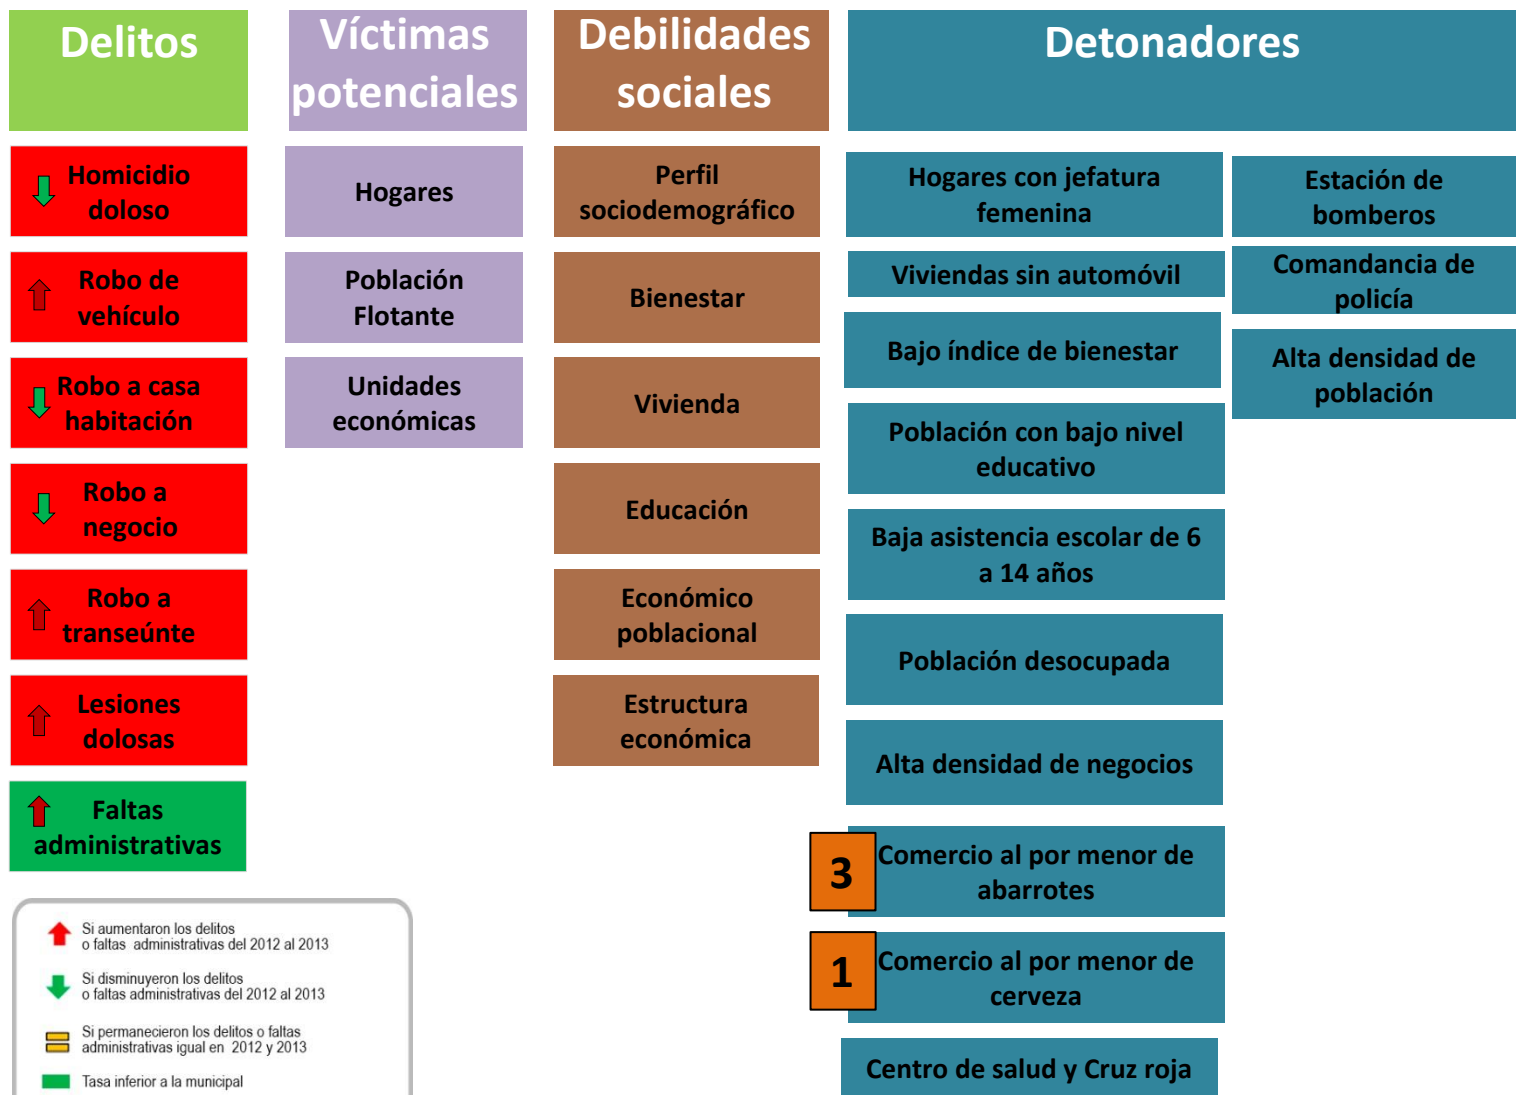 Delitos
Homicidio
doloso
Robo de
vehículo
Robo a casa
habitación
Robo a
negocio
Robo a
transeúnte
Lesiones
dolosas
Faltas
administrativas
Si aumentaron los delitos
o faltas administrativas del 2012 al 2013
Si disminuyeron los delitos
o faltas administrativas del 2012 al 2013
Si permanecieron los delitos o faltas
administrativas igual en 2012 y 2013
Tasa inferior a la municipal
Víctimas
potenciales
Hogares
Población
Flotante
Unidades
económicas
Debilidades
sociales
Perfil
sociodemográfico
Bienestar
Vivienda
Educación
Económico
poblacional
Estructura
económica
Detonadores
Hogares con jefatura
femenina
Viviendas sin automóvil
Bajo índice de bienestar
Población con bajo nivel
educativo
Baja asistencia escolar de 6
a 14 años
Población desocupada
Alta densidad de negocios
3
Comercio al por menor de
abarrotes
1
Comercio al por menor de
cerveza
Centro de salud y Cruz roja
Estación de
bomberos
Comandancia de
policía
Alta densidad de
población